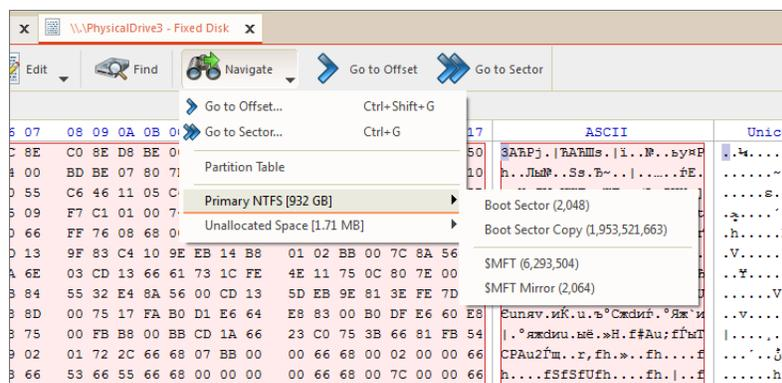 x \\.\PhysicalDrive3 - Fixed Disk x
Edit Find Navigate Go to Offset Go to Sector
Go to Offset... Ctrl+Shift+G
Go to Sector... Ctrl+G
Partition Table
Primary NTFS [932 GB]
Unallocated Space [1.71 MB]
Boot Sector (2,048)
Boot Sector Copy (1,953,521,663)
$MFT (6,293,504)
$MFT Mirror (2,064)
07 08 09 0A 0B 17 ASCII Unic
8E C0 8E D8 BE 50
00 BD BE 07 80 10
55 C6 46 11 05
09 F7 C1 01 00
66 FF 76 08 68
13 9F 83 C4 10 9E EB 14 B8 01 02 BB 00 7C 8A 56
6E 03 CD 13 66 61 73 1C FE 4E 11 75 0C 80 7E 00
84 55 32 E4 8A 56 00 CD 13 5D EB 9E 81 3E FE 7D
8D 00 75 17 FA B0 D1 E6 64 E8 83 00 B0 DF E6 60 E8
75 00 FB B8 00 BB CD 1A 66 23 C0 75 3B 66 81 FB 54
02 01 72 2C 66 68 07 BB 00 00 66 68 00 02 00 00 66
66 53 66 55 66 68 00 00 00 00 66 68 00 7C 00 00 66